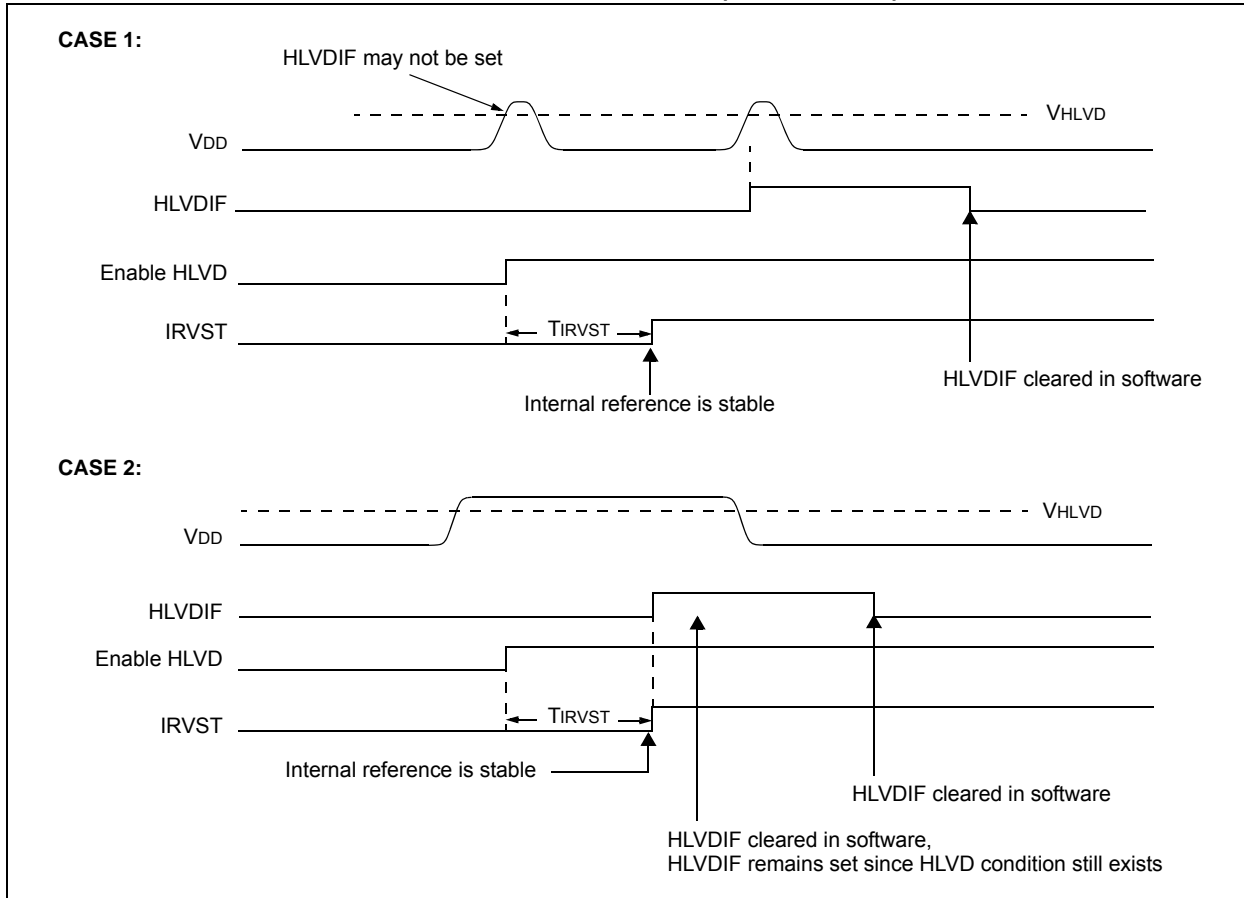 CASE 1:
HLVDIF may not be set
VHLVD
VDD
HLVDIF
Enable HLVD
TIRVST
IRVST
HLVDIF cleared in software
Internal reference is stable
CASE 2:
VHLVD
VDD
HLVDIF
Enable HLVD
TIRVST
IRVST
Internal reference is stable
HLVDIF cleared in software
HLVDIF cleared in software,
HLVDIF remains set since HLVD condition still exists